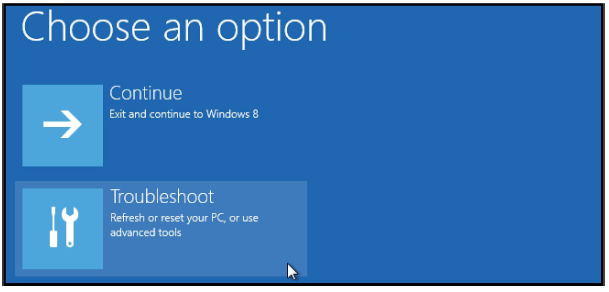 Choose an option
Continue
Exit and continue to Windows 8
Troubleshoot
Refresh or reset your PC, or use
advanced tools